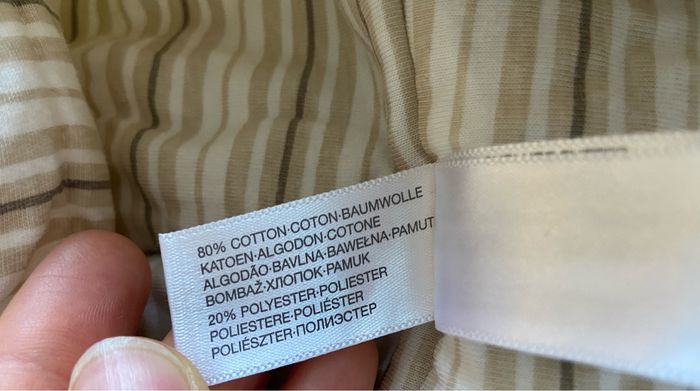 80% COTTON·COTON·BAUMWOLLE
KATOEN·ALGODON·COTONE
ALGODÃO·BAVLNA·BAWEŁNA·PAMUT
BOMBAŽ·ХЛОПОК·PAMUK
20% POLYESTER·POLIESTER
POLIESTERE·POLIÉSTER
POLIÉSZTER·ПОЛИЭСТЕР